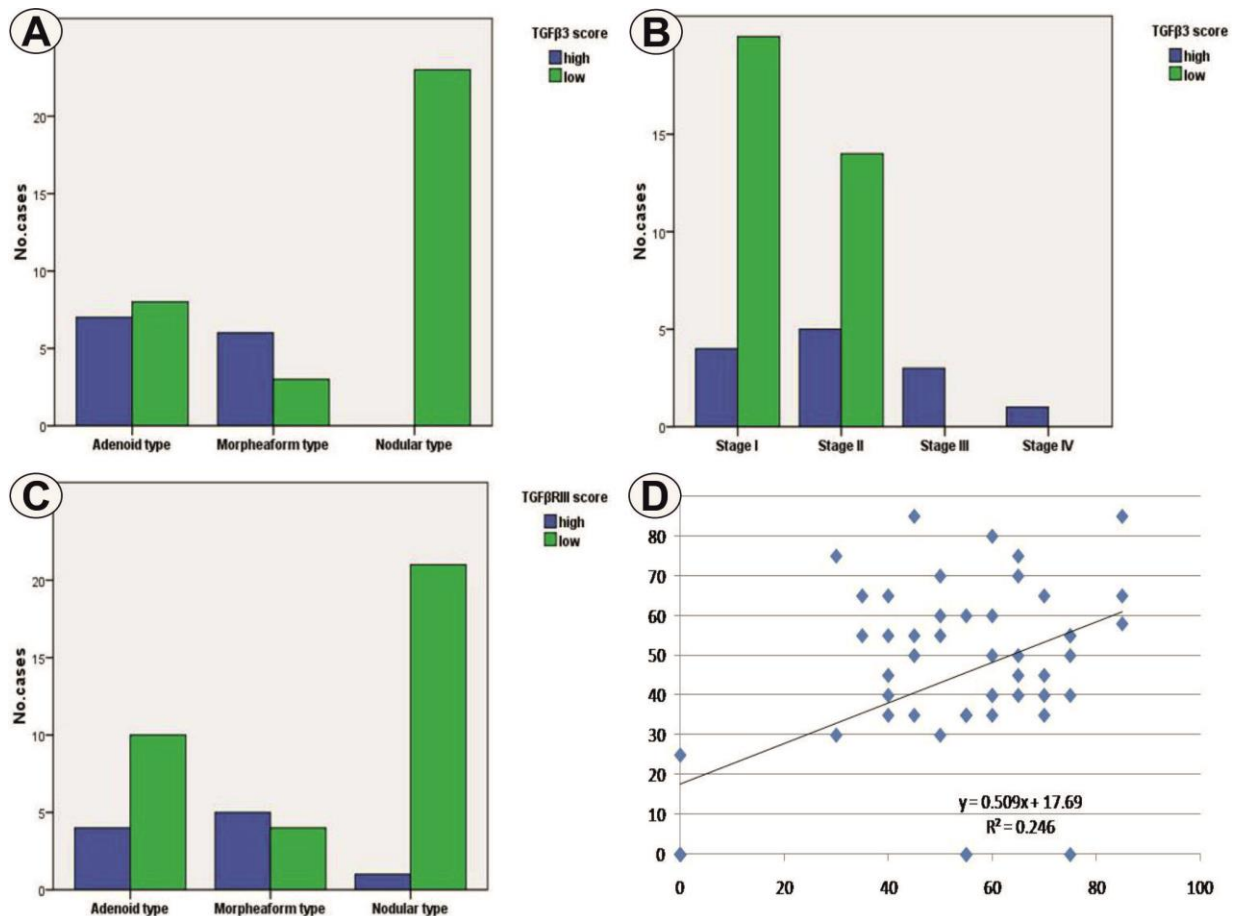 A
TGFβ3 score
high
low
No.cases
20
15
10
5
0
Adenoid type
Morpheaform type
Nodular type
B
TGFβ3 score
high
low
No.cases
15
10
5
0
Stage I
Stage II
Stage III
Stage IV
C
TGFβRIII score
high
low
No.cases
20
15
10
5
0
Adenoid type
Morpheaform type
Nodular type
D
80
70
60
50
40
30
20
10
0
y = 0.509x + 17.69
R² = 0.246
0 20 40 60 80 100